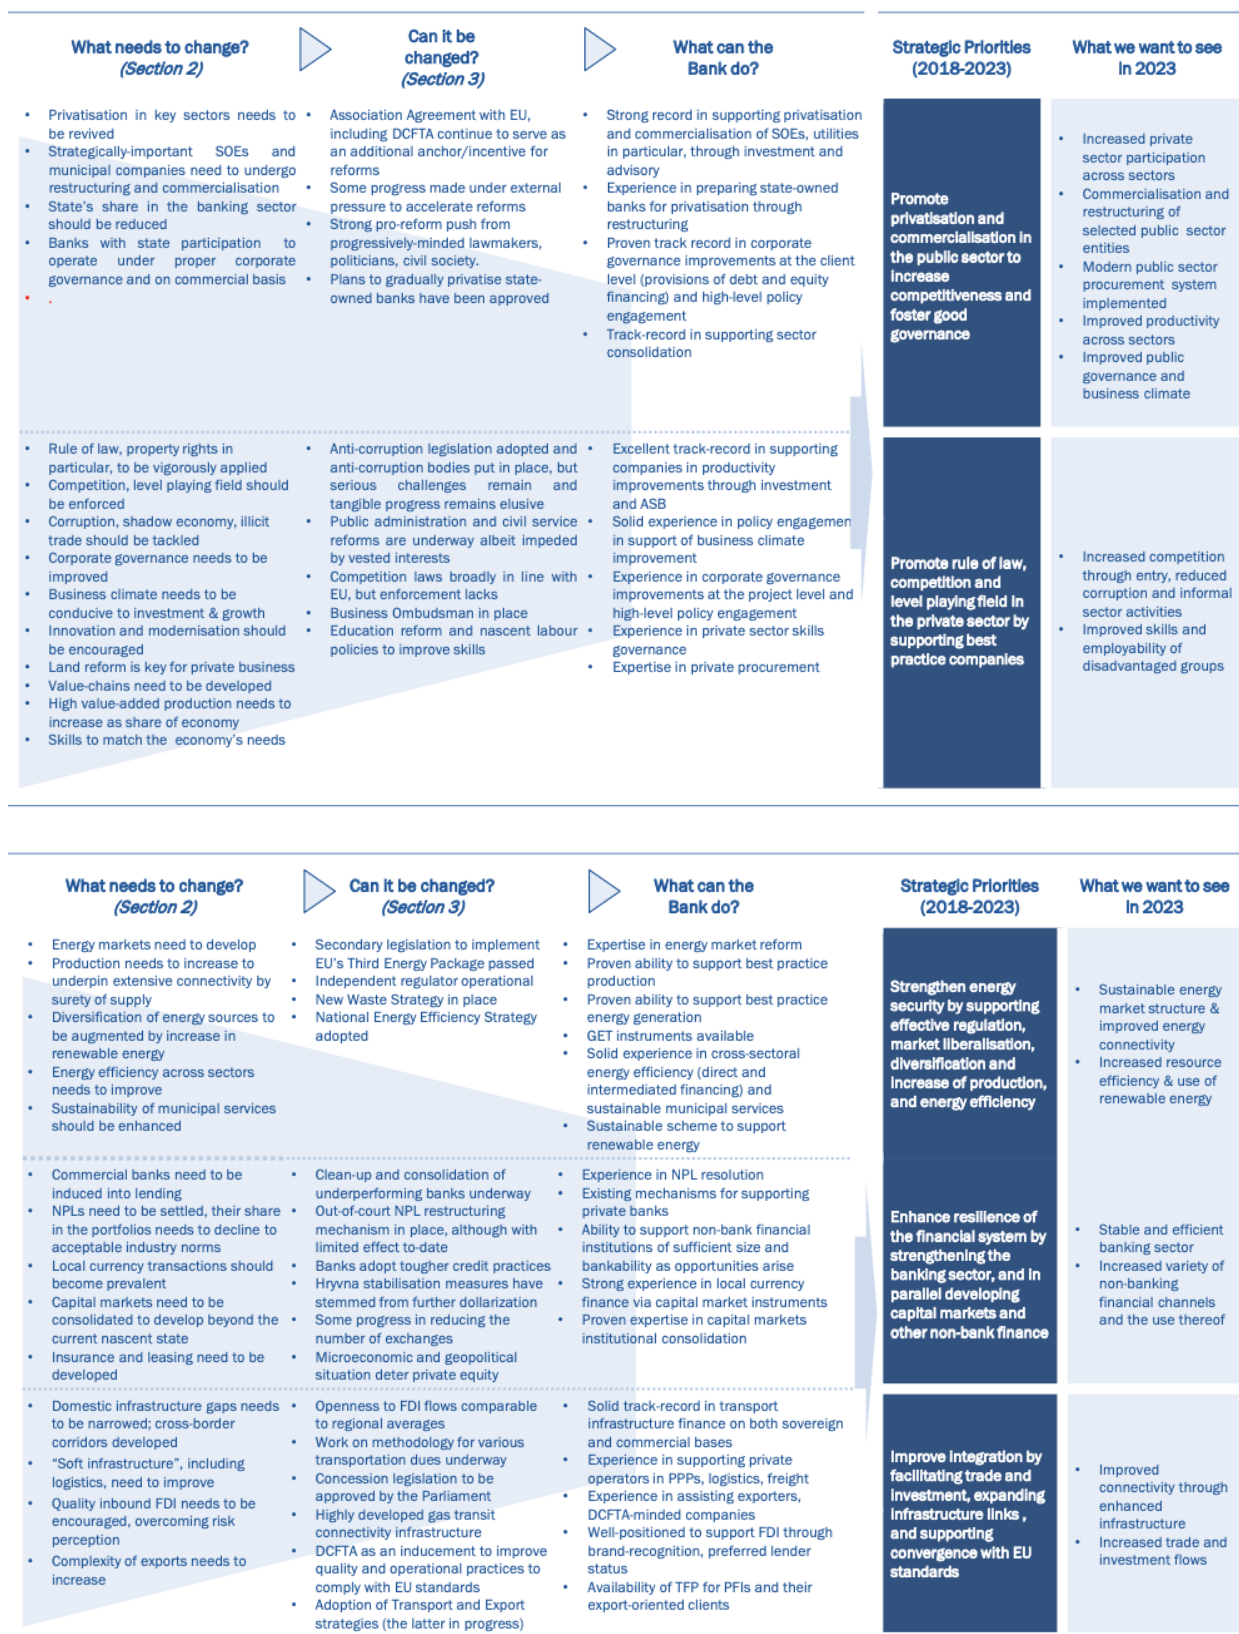 What needs to change?
(Section 2)
Can it be
changed?
(Section 3)
What can the
Bank do?
Strategic Priorities
(2018-2023)
What we want to see
in 2023
• Privatisation in key sectors needs to
be revived
• Strategically-important SOEs and
municipal companies need to undergo
restructuring and commercialisation
• State's share in the banking sector
should be reduced
• Banks with state participation to
operate under proper corporate
governance and on commercial basis
• .
• Association Agreement with EU,
including DCFTA continue to serve as
an additional anchor/incentive for
reforms
• Some progress made under external
pressure to accelerate reforms
• Strong pro-reform push from
progressively-minded lawmakers,
politicians, civil society.
• Plans to gradually privatise state-
owned banks have been approved
• Strong record in supporting privatisation
and commercialisation of SOEs, utilities
in particular, through investment and
advisory
• Experience in preparing state-owned
banks for privatisation through
restructuring
• Proven track record in corporate
governance improvements at the client
level (provisions of debt and equity
financing) and high-level policy
engagement
• Track-record in supporting sector
consolidation
Promote
privatisation and
commercialisation in
the public sector to
increase
competitiveness and
foster good
governance
• Increased private
sector participation
across sectors
• Commercialisation and
restructuring of
selected public sector
entities
• Modern public sector
procurement system
implemented
• Improved productivity
across sectors
• Improved public
governance and
business climate
• Rule of law, property rights in
particular, to be vigorously applied
• Competition, level playing field should
be enforced
• Corruption, shadow economy, illicit
trade should be tackled
• Corporate governance needs to be
improved
• Business climate needs to be
conducive to investment & growth
• Innovation and modernisation should
be encouraged
• Land reform is key for private business
• Value-chains need to be developed
• High value-added production needs to
increase as share of economy
• Skills to match the economy's needs
• Anti-corruption legislation adopted and
anti-corruption bodies put in place, but
serious challenges remain and
tangible progress remains elusive
• Public administration and civil service
reforms are underway albeit impeded
by vested interests
• Competition laws broadly in line with
EU, but enforcement lacks
• Business Ombudsman in place
• Education reform and nascent labour
policies to improve skills
• Excellent track-record in supporting
companies in productivity
improvements through investment
and ASB
• Solid experience in policy engagemen
in support of business climate
improvement
• Experience in corporate governance
improvements at the project level and
high-level policy engagement
• Experience in private sector skills
governance
• Expertise in private procurement
Promote rule of law,
competition and
level playing field in
the private sector by
supporting best
practice companies
• Increased competition
through entry, reduced
corruption and informal
sector activities
• Improved skills and
employability of
disadvantaged groups
What needs to change?
(Section 2)
Can it be changed?
(Section 3)
What can the
Bank do?
Strategic Priorities
(2018-2023)
What we want to see
in 2023
• Energy markets need to develop
• Production needs to increase to
underpin extensive connectivity by
surety of supply
• Diversification of energy sources to
be augmented by increase in
renewable energy
• Energy efficiency across sectors
needs to improve
• Sustainability of municipal services
should be enhanced
• Secondary legislation to implement
EU's Third Energy Package passed
• Independent regulator operational
• New Waste Strategy in place
• National Energy Efficiency Strategy
adopted
• Expertise in energy market reform
• Proven ability to support best practice
production
• Proven ability to support best practice
energy generation
• GET instruments available
• Solid experience in cross-sectoral
energy efficiency (direct and
intermediated financing) and
sustainable municipal services
• Sustainable scheme to support
renewable energy
Strengthen energy
security by supporting
effective regulation,
market liberalisation,
diversification and
increase of production,
and energy efficiency
• Sustainable energy
market structure &
improved energy
connectivity
• Increased resource
efficiency & use of
renewable energy
• Commercial banks need to be
induced into lending
• NPLs need to be settled, their share
in the portfolios needs to decline to
acceptable industry norms
• Local currency transactions should
become prevalent
• Capital markets need to be
consolidated to develop beyond the
current nascent state
• Insurance and leasing need to be
developed
• Clean-up and consolidation of
underperforming banks underway
• Out-of-court NPL restructuring
mechanism in place, although with
limited effect to-date
• Banks adopt tougher credit practices
• Hryvna stabilisation measures have
stemmed from further dollarization
• Some progress in reducing the
number of exchanges
• Microeconomic and geopolitical
situation deter private equity
• Experience in NPL resolution
• Existing mechanisms for supporting
private banks
• Ability to support non-bank financial
institutions of sufficient size and
bankability as opportunities arise
• Strong experience in local currency
finance via capital market instruments
• Proven expertise in capital markets
institutional consolidation
Enhance resilience of
the financial system by
strengthening the
banking sector, and in
parallel developing
capital markets and
other non-bank finance
• Stable and efficient
banking sector
• Increased variety of
non-banking
financial channels
and the use thereof
• Domestic infrastructure gaps needs
to be narrowed; cross-border
corridors developed
• "Soft infrastructure", including
logistics, need to improve
• Quality inbound FDI needs to be
encouraged, overcoming risk
perception
• Complexity of exports needs to
increase
• Openness to FDI flows comparable
to regional averages
• Work on methodology for various
transportation dues underway
• Concession legislation to be
approved by the Parliament
• Highly developed gas transit
connectivity infrastructure
• DCFTA as an inducement to improve
quality and operational practices to
comply with EU standards
• Adoption of Transport and Export
strategies (the latter in progress)
• Solid track-record in transport
infrastructure finance on both sovereign
and commercial bases
• Experience in supporting private
operators in PPPs, logistics, freight
• Experience in assisting exporters,
DCFTA-minded companies
• Well-positioned to support FDI through
brand-recognition, preferred lender
status
• Availability of TFP for PFIs and their
export-oriented clients
Improve integration by
facilitating trade and
investment, expanding
infrastructure links ,
and supporting
convergence with EU
standards
• Improved
connectivity through
enhanced
infrastructure
• Increased trade and
investment flows